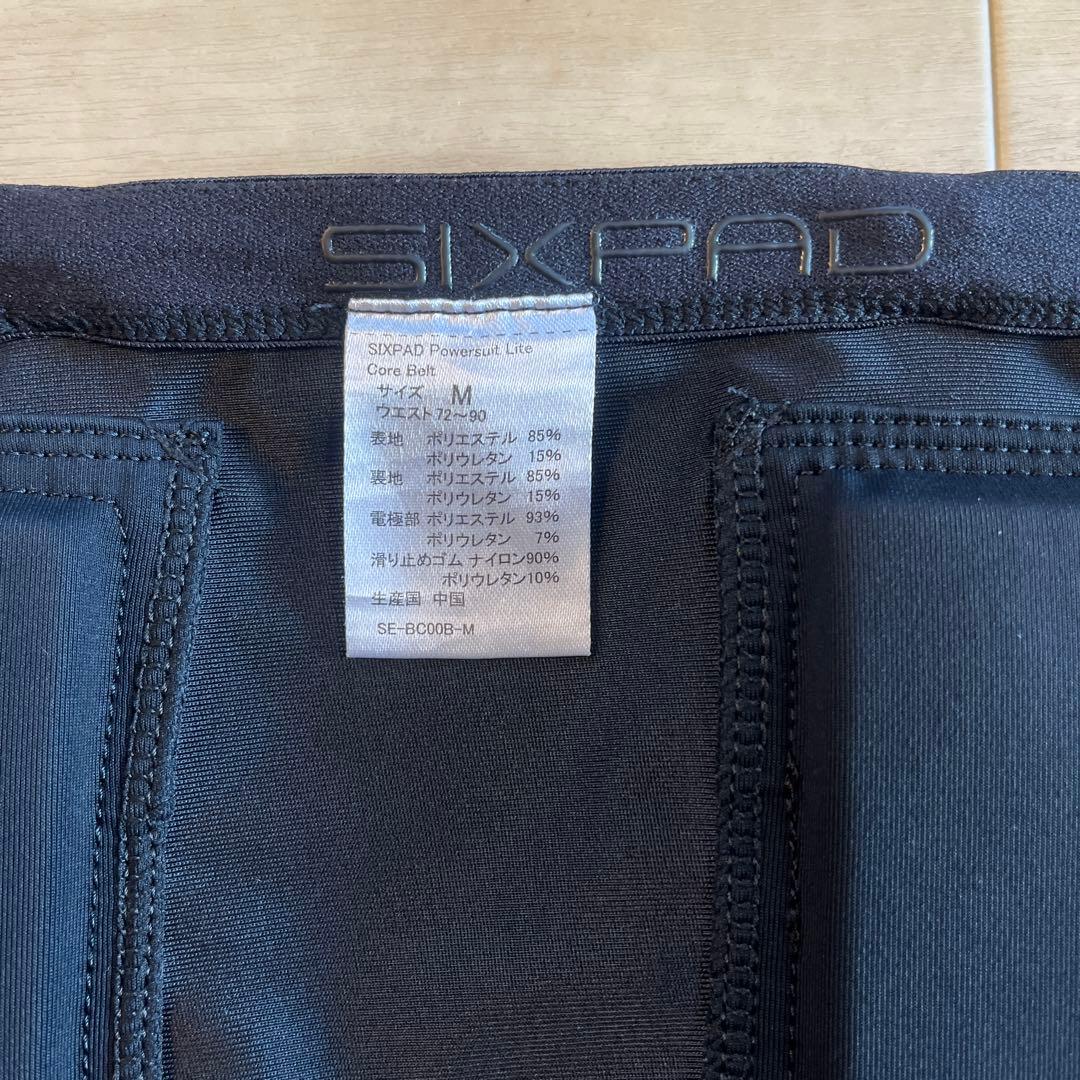 SIXPAD
SIXPAD Powersuit Lite
Core Belt
サイズ M
ウエスト72～90
表地 ポリエステル 85%
ポリウレタン 15%
裏地 ポリエステル 85%
ポリウレタン 15%
電極部 ポリエステル 93%
ポリウレタン 7%
滑り止めゴム ナイロン90%
ポリウレタン10%
生産国 中国
SE-BC00B-M